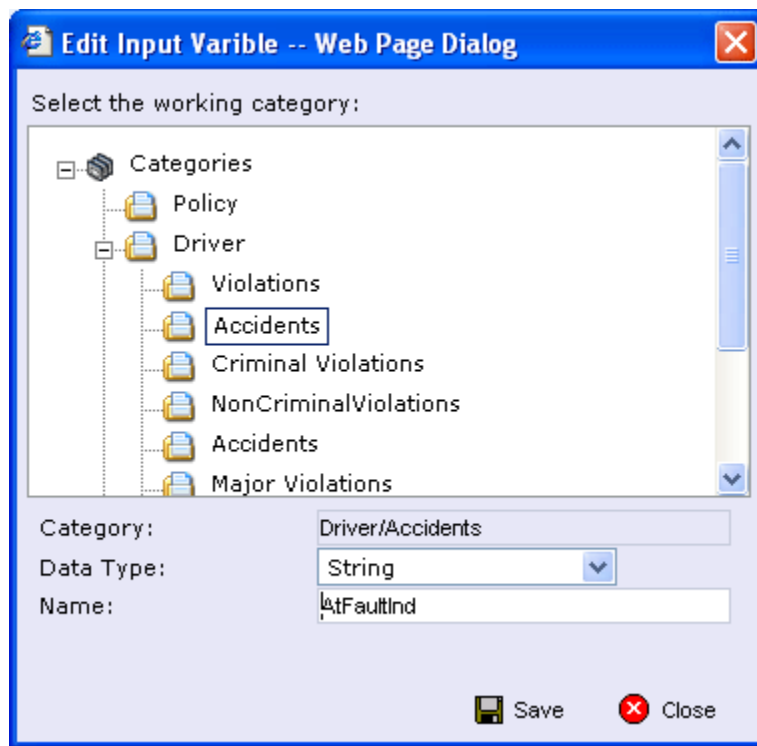 Edit Input Varible -- Web Page Dialog
Select the working category:
Categories
Policy
Driver
Violations
Accidents
Criminal Violations
NonCriminalViolations
Accidents
Major Violations
Category: Driver/Accidents
Data Type: String
Name: AtFaultInd
Save Close